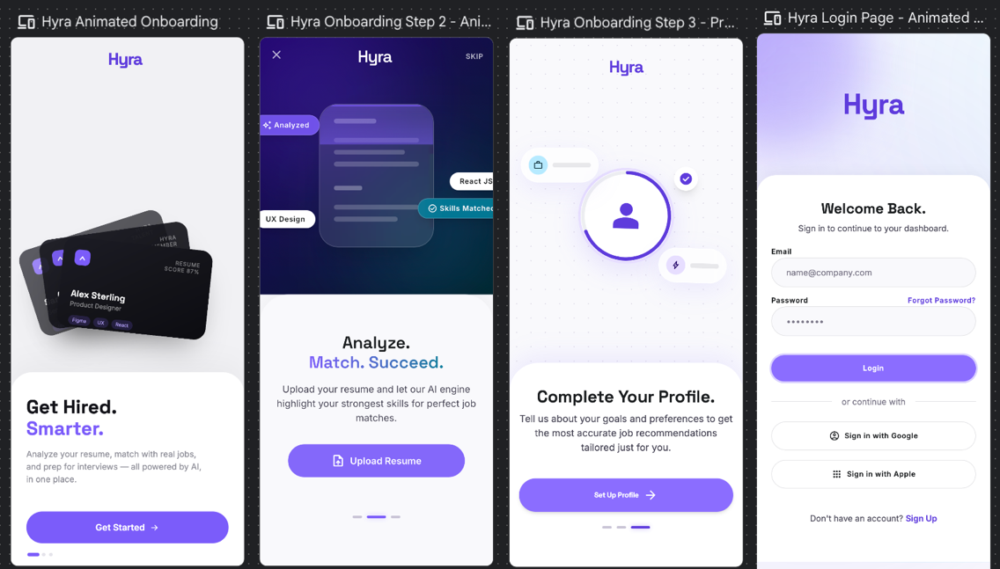 Hyra Animated Onboarding
Hyra
HYRA
RESUME
SCORE 87%
Alex Sterling
Product Designer
Figma
UX
React
Get Hired.
Smarter.
Analyze your resume, match with real jobs,
and prep for interviews — all powered by AI,
in one place.
Get Started →
Hyra Onboarding Step 2 - Ani...
Hyra
SKIP
Analyzed
React JS
Skills Matched
UX Design
Analyze.
Match. Succeed.
Upload your resume and let our AI engine
highlight your strongest skills for perfect job
matches.
Upload Resume
Hyra Onboarding Step 3 - Pr...
Hyra
Complete Your Profile.
Tell us about your goals and preferences to get
the most accurate job recommendations
tailored just for you.
Set Up Profile →
Hyra Login Page - Animated ...
Hyra
Welcome Back.
Sign in to continue to your dashboard.
Email
name@company.com
Password
Forgot Password?
••••••••
Login
or continue with
Sign in with Google
Sign in with Apple
Don't have an account? Sign Up